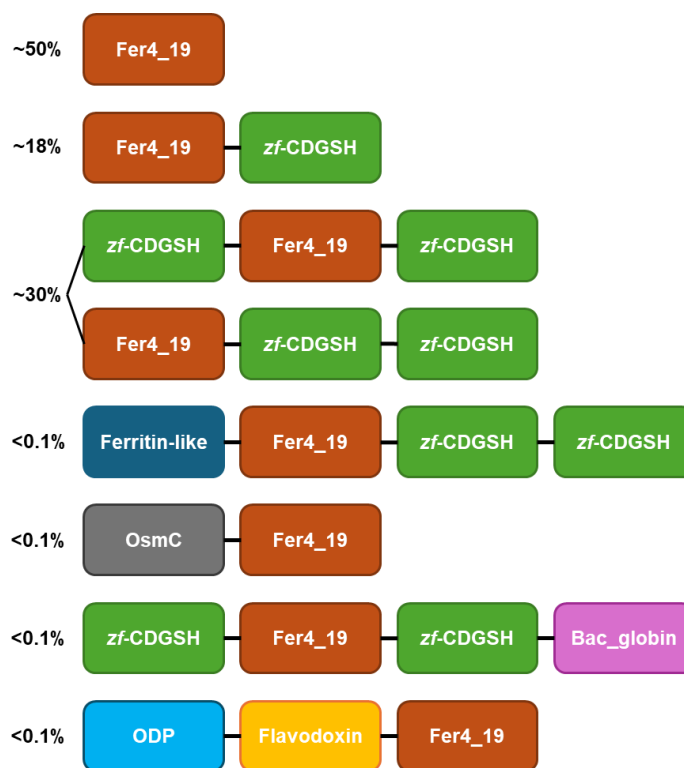 ~50% Fer4_19
~18% Fer4_19 zf-CDGSH
zf-CDGSH Fer4_19 zf-CDGSH
~30%
Fer4_19 zf-CDGSH zf-CDGSH
<0.1% Ferritin-like Fer4_19 zf-CDGSH zf-CDGSH
<0.1% OsmC Fer4_19
<0.1% zf-CDGSH Fer4_19 zf-CDGSH Bac_globin
<0.1% ODP Flavodoxin Fer4_19